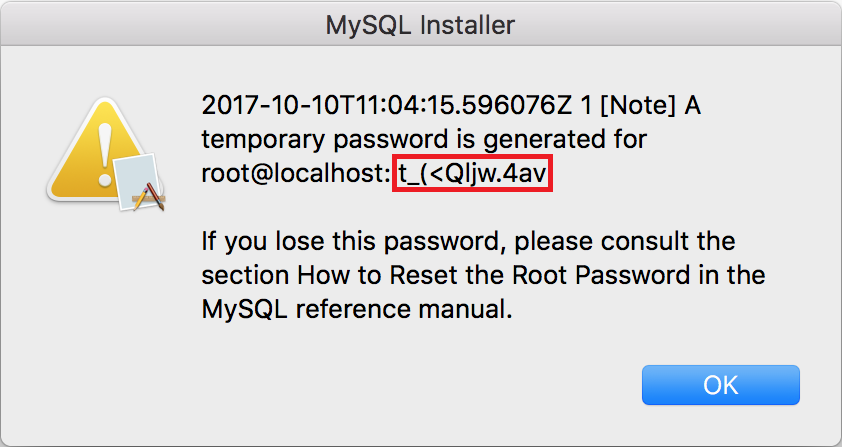 MySQL Installer
2017-10-10T11:04:15.596076Z 1 [Note] A
temporary password is generated for
root@localhost: t_(<Qljw.4av
If you lose this password, please consult the
section How to Reset the Root Password in the
MySQL reference manual.
OK